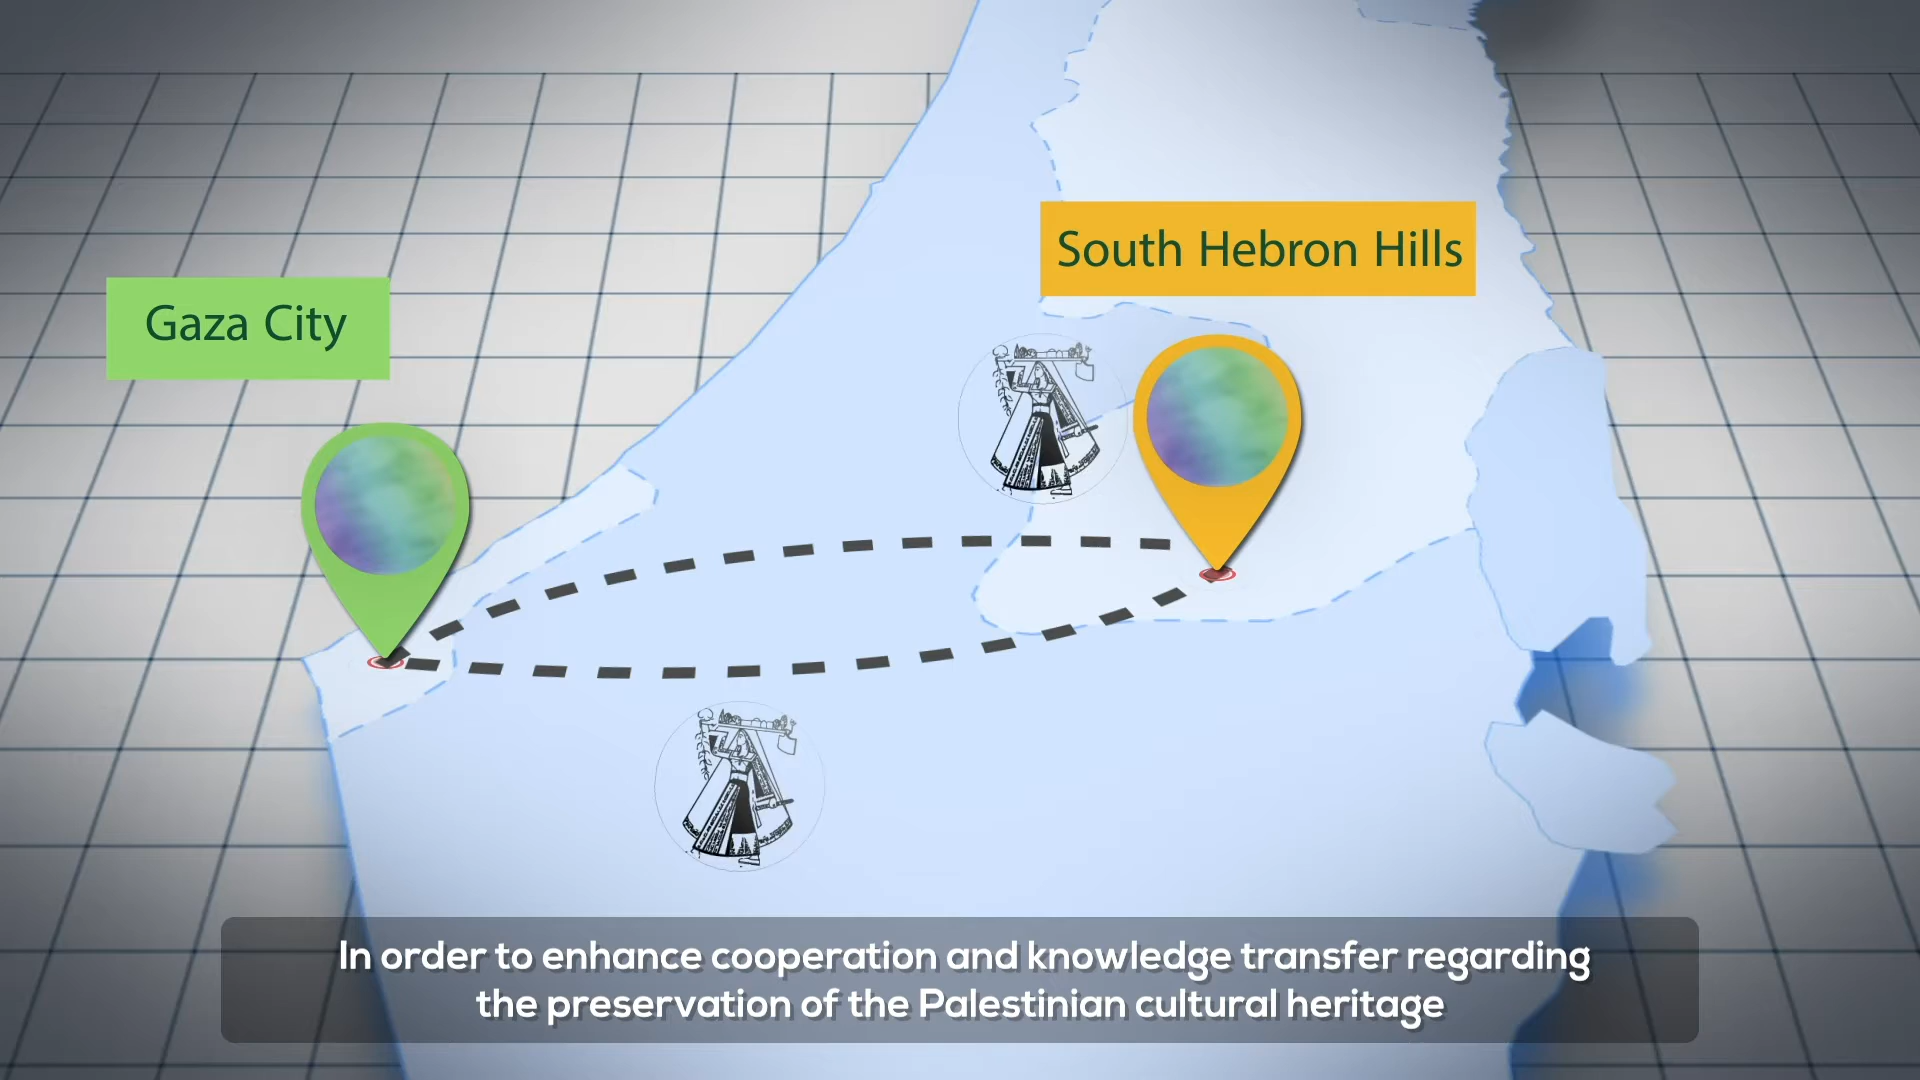 South Hebron Hills
Gaza City
In order to enhance cooperation and knowledge transfer regarding
the preservation of the Palestinian cultural heritage